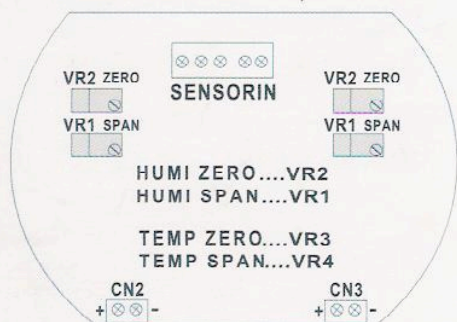 VR2 ZERO
VR2 ZERO
SENSORIN
VR1 SPAN
VR1 SPAN
HUMI ZERO....VR2
HUMI SPAN....VR1
TEMP ZERO....VR3
TEMP SPAN....VR4
CN2
CN3
+ -
+ -